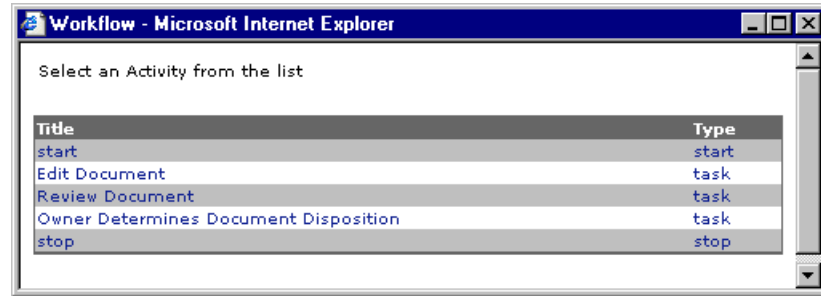 Workflow - Microsoft Internet Explorer
Select an Activity from the list
Title Type
start start
Edit Document task
Review Document task
Owner Determines Document Disposition task
stop stop